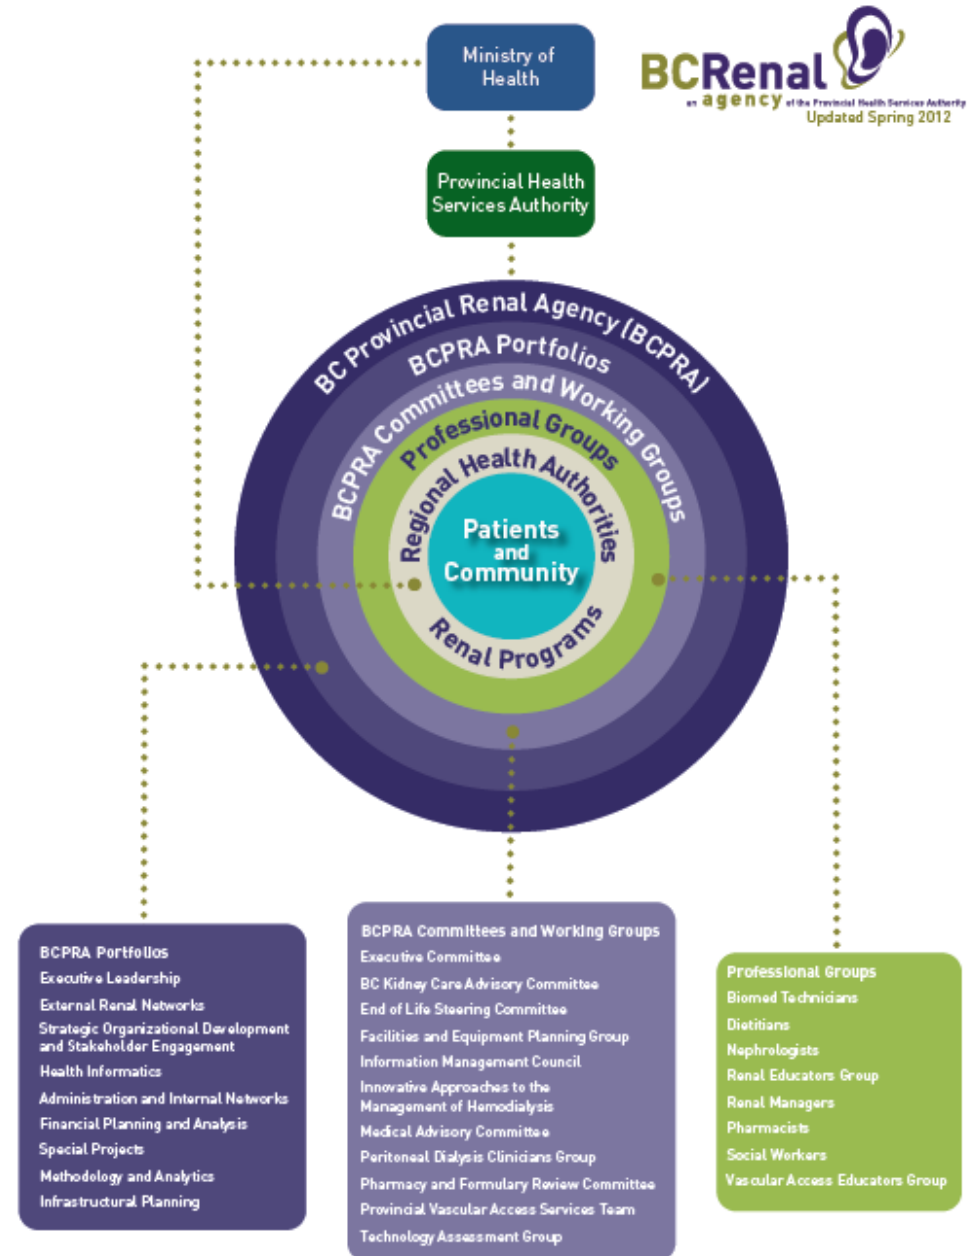 Ministry of
Health
BCRenal
an agency of the Provincial Health Services Authority
Updated Spring 2012
Provincial Health
Services Authority
BC Provincial Renal Agency (BCPRA)
BCPRA Portfolios
BCPRA Committees and Working Groups
Professional Groups
Regional Health Authorities
Patients
and
Community
Renal Programs
BCPRA Portfolios
Executive Leadership
External Renal Networks
Strategic Organizational Development
and Stakeholder Engagement
Health Informatics
Administration and Internal Networks
Financial Planning and Analysis
Special Projects
Methodology and Analytics
Infrastructural Planning
BCPRA Committees and Working Groups
Executive Committee
BC Kidney Care Advisory Committee
End of Life Steering Committee
Facilities and Equipment Planning Group
Information Management Council
Innovative Approaches to the
Management of Hemodialysis
Medical Advisory Committee
Peritoneal Dialysis Clinicians Group
Pharmacy and Formulary Review Committee
Provincial Vascular Access Services Team
Technology Assessment Group
Professional Groups
Biomed Technicians
Dietitians
Nephrologists
Renal Educators Group
Renal Managers
Pharmacists
Social Workers
Vascular Access Educators Group